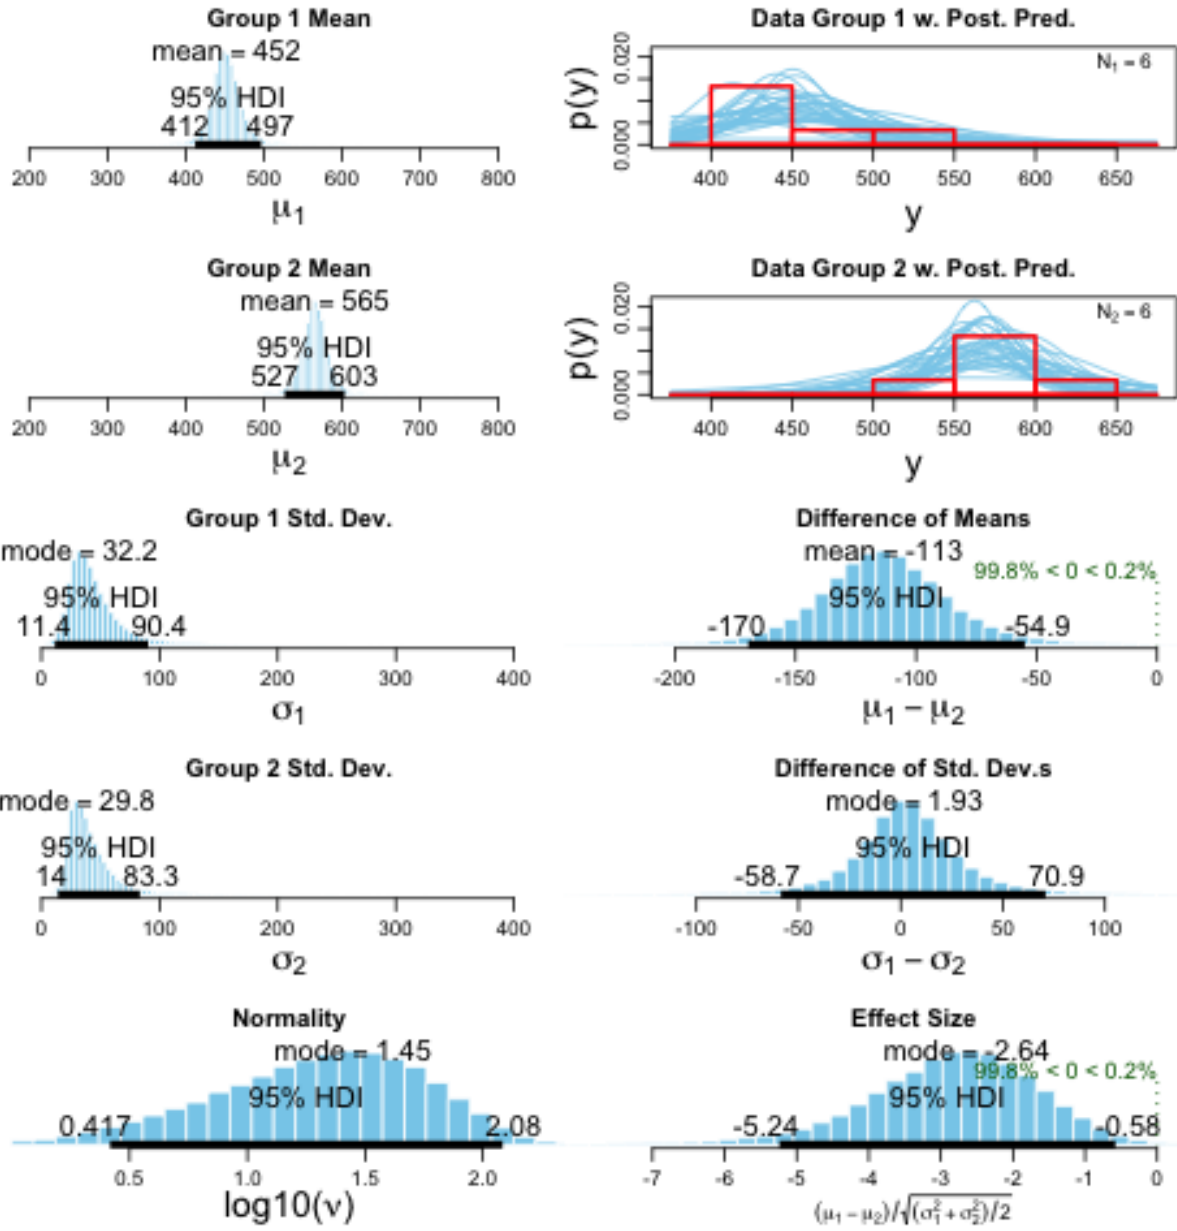 Group 1 Mean
mean = 452
95% HDI
412 497
200 300 400 500 600 700 800
μ1
Data Group 1 w. Post. Pred.
N1 = 6
p(y)
0.000 0.020
400 450 500 550 600 650
y
Group 2 Mean
mean = 565
95% HDI
527 603
200 300 400 500 600 700 800
μ2
Data Group 2 w. Post. Pred.
N2 = 6
p(y)
0.000 0.020
400 450 500 550 600 650
y
Group 1 Std. Dev.
mode = 32.2
95% HDI
11.4 90.4
0 100 200 300 400
σ1
Difference of Means
mean = -113
99.8% < 0 < 0.2%
95% HDI
-170 -54.9
-200 -150 -100 -50 0
μ1 − μ2
Group 2 Std. Dev.
mode = 29.8
95% HDI
14 83.3
0 100 200 300 400
σ2
Difference of Std. Dev.s
mode = 1.93
95% HDI
-58.7 70.9
-100 -50 0 50 100
σ1 − σ2
Normality
mode = 1.45
95% HDI
0.417 2.08
0.5 1.0 1.5 2.0
log10(ν)
Effect Size
mode = -2.64
99.8% < 0 < 0.2%
95% HDI
-5.24 -0.58
-7 -6 -5 -4 -3 -2 -1 0
(μ1 − μ2)/√(σ1² + σ2²)/2